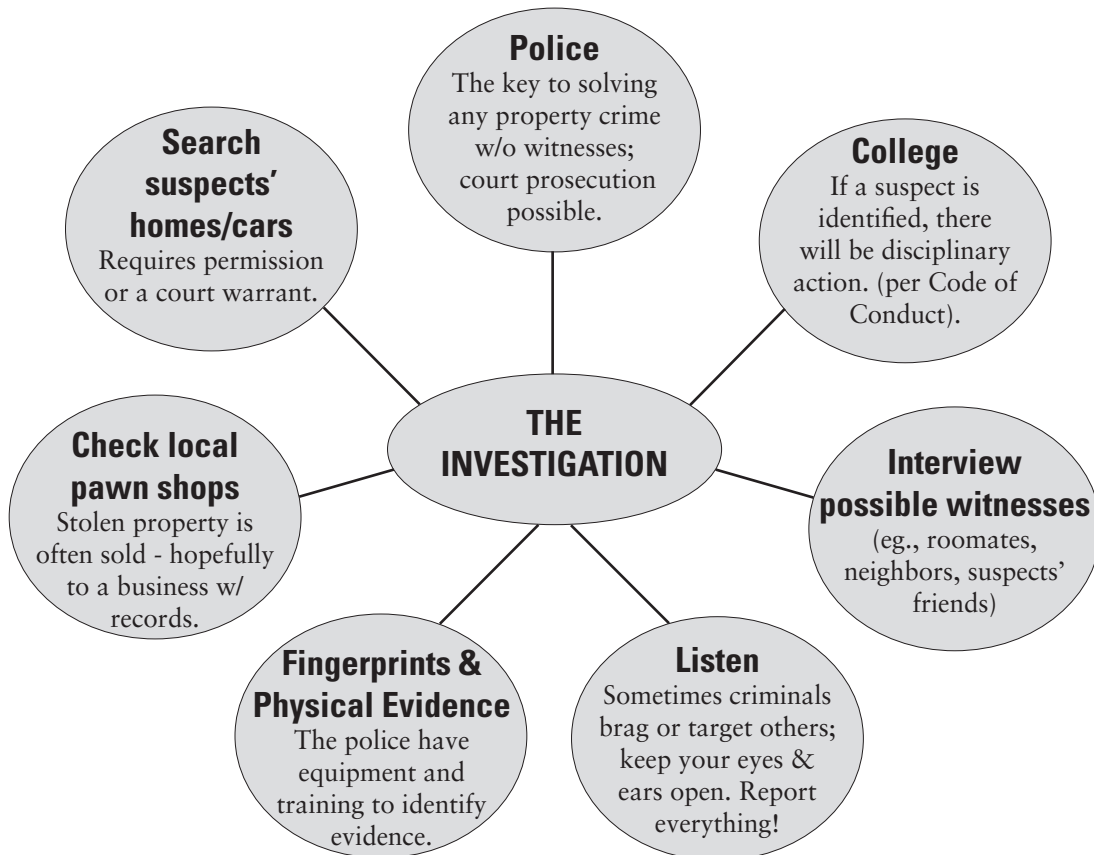 Police
The key to solving
any property crime
w/o witnesses;
court prosecution
possible.
Search
suspects’
homes/cars
Requires permission
or a court warrant.
College
If a suspect is
identified, there
will be disciplinary
action. (per Code of
Conduct).
THE
INVESTIGATION
Check local
pawn shops
Stolen property is
often sold - hopefully
to a business w/
records.
Interview
possible witnesses
(eg., roomates,
neighbors, suspects’
friends)
Fingerprints &
Physical Evidence
The police have
equipment and
training to identify
evidence.
Listen
Sometimes criminals
brag or target others;
keep your eyes &
ears open. Report
everything!